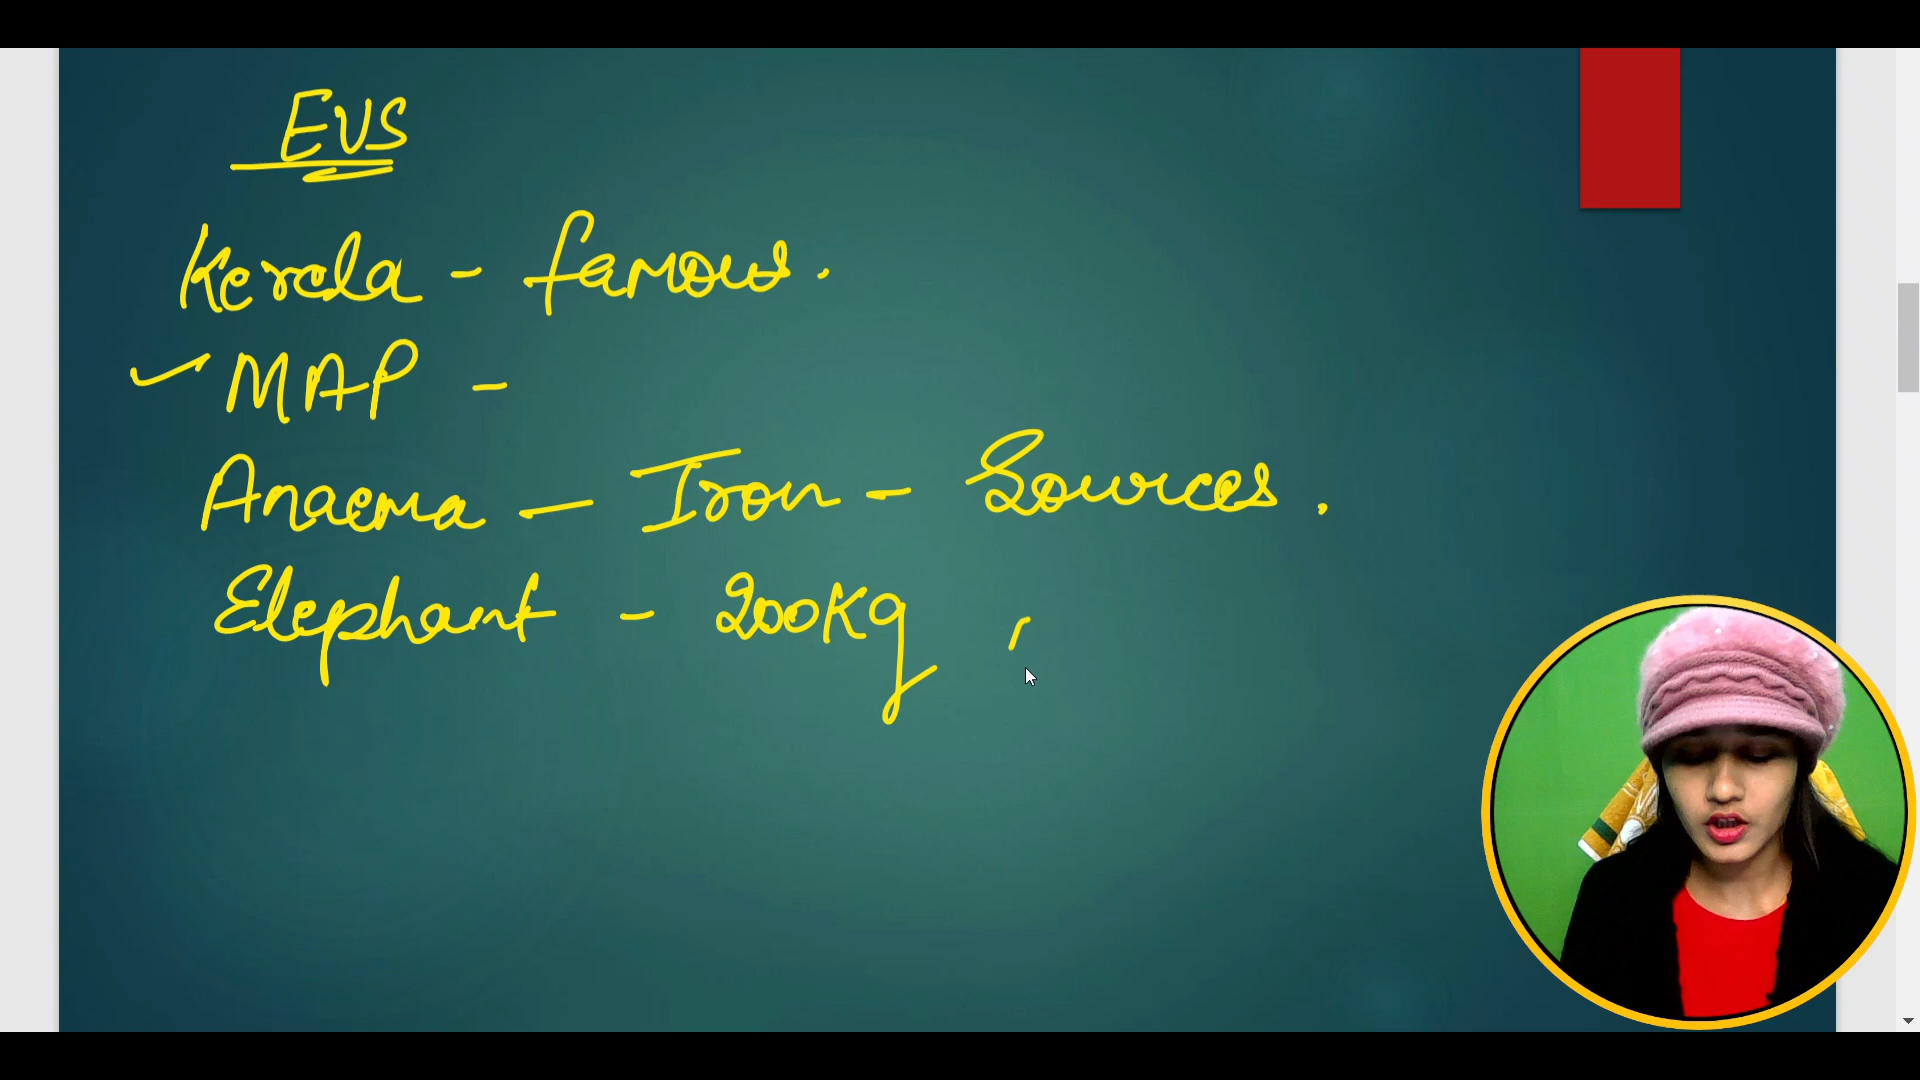 EVS
Kerala - famous.
MAP -
Anaema - Iron - Sources.
Elephant - 200Kg